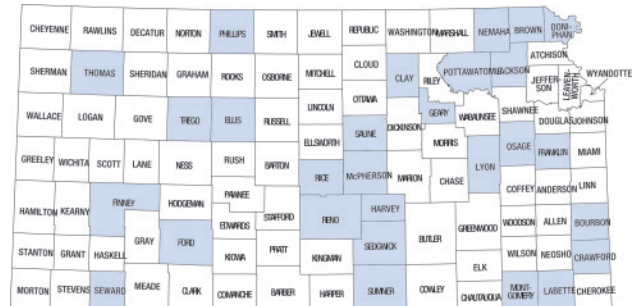 CHEYENNE RAWLINS DECATUR NORTON PHILLIPS SMITH JEWELL REPUBLIC WASHINGTON MARSHALL NEMAHA BROWN DONI-
PHAN
ATCHISON
SHERMAN THOMAS SHERIDAN GRAHAM ROOKS OSBORNE MITCHELL CLOUD CLAY RILEY POTTAWATOMIE JACKSON JEFFER-
SON
LEAVEN-
WORTH
WYANDOTTE
OTTAWA
LINCOLN
GEARY WABAUNSEE SHAWNEE
WALLACE LOGAN GOVE TREGO ELLIS RUSSELL ELLSWORTH SALINE DICKINSON MORRIS OSAGE DOUGLAS JOHNSON
LYON FRANKLIN MIAMI
GREELEY WICHITA SCOTT LANE NESS RUSH BARTON RICE McPHERSON MARION CHASE
COFFEY ANDERSON LINN
PAWNEE
HAMILTON KEARNY FINNEY HODGEMAN STAFFORD RENO HARVEY
EDWARDS
GREENWOOD WOODSON ALLEN BOURBON
GRAY FORD PRATT SEDGWICK BUTLER
STANTON GRANT HASKELL KIOWA KINGMAN WILSON NEOSHO CRAWFORD
ELK
MORTON STEVENS SEWARD MEADE CLARK COMANCHE BARBER HARPER SUMNER COWLEY CHAUTAUQUA MONT-
GOMERY
LABETTE CHEROKEE